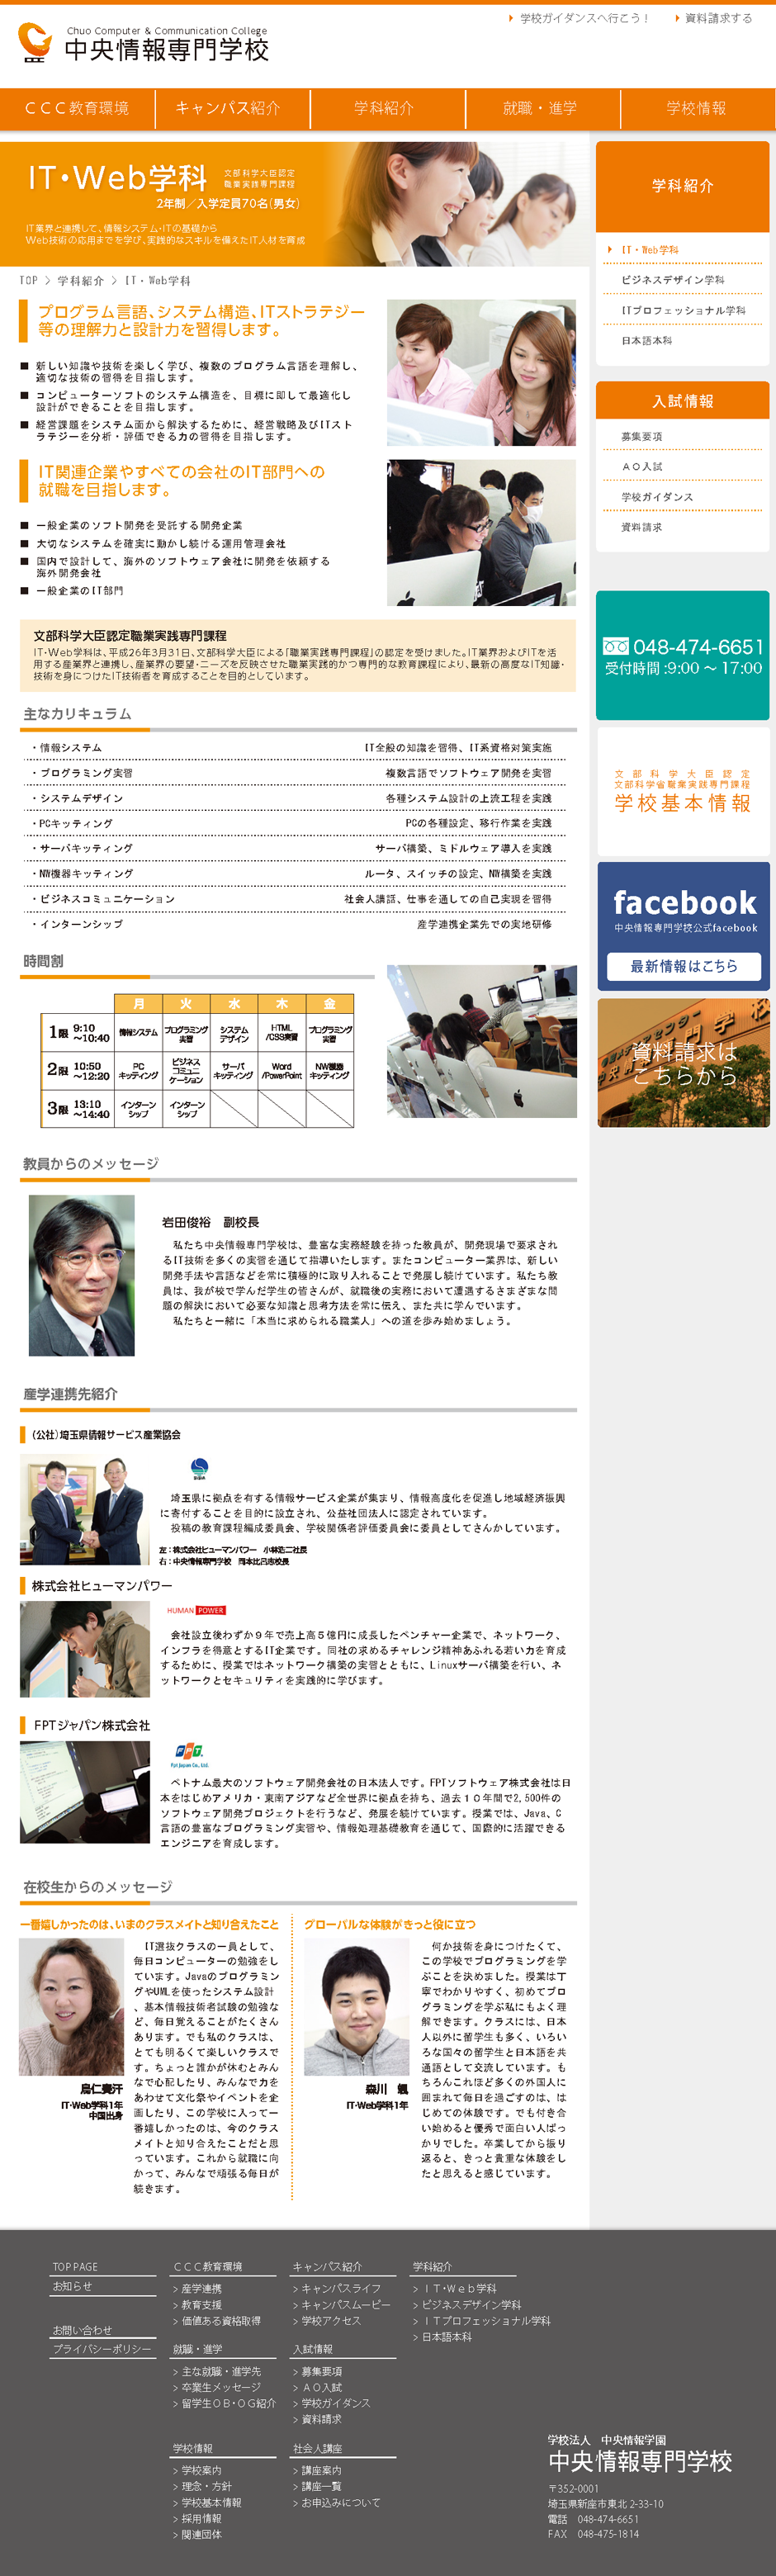 Chuo Computer & Communication College
中央情報専門学校
学校ガイダンスへ行こう！
資料請求する
ＣＣＣ教育環境
キャンパス紹介
学科紹介
就職・進学
学校情報
IT・Web学科
文部科学大臣認定
職業実践専門課程
2年制／入学定員70名(男女)
IT業界と連携して、情報システム・ITの基礎から
Web技術の応用までを学び、実践的なスキルを備えたIT人材を育成
TOP > 学科紹介 > IT・Web学科
プログラム言語、システム構造、ITストラテジー
等の理解力と設計力を習得します。
■ 新しい知識や技術を楽しく学び、複数のプログラム言語を理解し、
適切な技術の習得を目指します。
■ コンピューターソフトのシステム構造を、目標に即して最適化し
設計ができることを目指します。
■ 経営課題をシステム面から解決するために、経営戦略及びITスト
ラテジーを分析・評価できる力の習得を目指します。
IT関連企業やすべての会社のIT部門への
就職を目指します。
■ 一般企業のソフト開発を受託する開発企業
■ 大切なシステムを確実に動かし続ける運用管理会社
■ 国内で設計して、海外のソフトウェア会社に開発を依頼する
海外開発会社
■ 一般企業のIT部門
文部科学大臣認定職業実践専門課程
IT・Web学科は、平成26年3月31日、文部科学大臣による「職業実践専門課程」の認定を受けました。IT業界およびITを活
用する産業界と連携し、産業界の要望・ニーズを反映させた職業実践的かつ専門的な教育課程により、最新の高度なIT知識・
技術を身につけたIT技術者を育成することを目的としています。
主なカリキュラム
・情報システム IT全般の知識を習得、IT系資格対策実施
・プログラミング実習 複数言語でソフトウェア開発を実習
・システムデザイン 各種システム設計の上流工程を実践
・PCキッティング PCの各種設定、移行作業を実践
・サーバキッティング サーバ構築、ミドルウェア導入を実践
・NW機器キッティング ルータ、スイッチの設定、NW構築を実践
・ビジネスコミュニケーション 社会人講話、仕事を通しての自己実現を習得
・インターンシップ 産学連携企業先での実地研修
時間割
月 火 水 木 金
1限 9:10～10:40 情報システム プログラミング実習 システムデザイン HTML/CSS実習 プログラミング実習
2限 10:50～12:20 PCキッティング ビジネスコミュニケーション サーバキッティング Word/PowerPoint NW機器キッティング
3限 13:10～14:40 インターンシップ インターンシップ
教員からのメッセージ
岩田俊裕　副校長
私たち中央情報専門学校は、豊富な実務経験を持った教員が、開発現場で要求され
るIT技術を多くの実習を通じて指導いたします。またコンピューター業界は、新しい
開発手法や言語などを常に積極的に取り入れることで発展し続けています。私たち教
員は、我が校で学んだ学生の皆さんが、就職後の実務において遭遇するさまざまな問
題の解決において必要な知識と思考方法を常に伝え、また共に学んでいます。
私たちと一緒に「本当に求められる職業人」への道を歩み始めましょう。
産学連携先紹介
(公社)埼玉県情報サービス産業協会
埼玉県に拠点を有する情報サービス企業が集まり、情報高度化を促進し地域経済振興
に寄付することを目的に設立され、公益社団法人に認定されています。
投稿の教育課程編成委員会、学校関係者評価委員会に委員としてさんかしています。
左：株式会社ヒューマンパワー　小林浩二社長
右：中央情報専門学校　岡本比呂志校長
株式会社ヒューマンパワー
HUMAN POWER
会社設立後わずか９年で売上高５億円に成長したベンチャー企業で、ネットワーク、
インフラを得意とするIT企業です。同社の求めるチャレンジ精神あふれる若い力を育成
するために、授業ではネットワーク構築の実習とともに、Linuxサーバ構築を行い、ネ
ットワークとセキュリティを実践的に学びます。
FPTジャパン株式会社
FPT
Fpt Japan Co., Ltd.
ベトナム最大のソフトウェア開発会社の日本法人です。FPTソフトウェア株式会社は日
本をはじめアメリカ・東南アジアなど全世界に拠点を持ち、過去１０年間で2,500件の
ソフトウェア開発プロジェクトを行うなど、発展を続けています。授業では、Java、C
言語の豊富なプログラミング実習や、情報処理基礎教育を通じて、国際的に活躍できる
エンジニアを育成します。
在校生からのメッセージ
一番嬉しかったのは、いまのクラスメイトと知り合えたこと
IT選抜クラスの一員として、
毎日コンピューターの勉強をし
ています。Javaのプログラミン
グやUMLを使ったシステム設計
、基本情報技術者試験の勉強な
ど、毎日覚えることがたくさん
あります。でも私のクラスは、
とても明るくて楽しいクラスで
す。ちょっと誰かが休むとみん
なで心配したり、みんなで力を
あわせて文化祭やイベントを企
画したり、この学校に入って一
番嬉しかったのは、今のクラス
メイトと知り合えたことだと思
っています。これから就職に向
かって、みんなで頑張る毎日が
続きます。
IT・Web学科1年
中国出身
グローバルな体験がきっと役に立つ
何か技術を身につけたくて、
この学校でプログラミングを学
ぶことを決めました。授業は丁
寧でわかりやすく、初めてプロ
グラミングを学ぶ私にもよく理
解できます。クラスには、日本
人以外に留学生も多く、いろい
ろな国々の留学生と日本語を共
通語として交流しています。も
ちろんこれほど多くの外国人に
囲まれて毎日を過ごすのは、は
じめての体験です。でも付き合
い始めると優秀で面白い人ばっ
かりでした。卒業してから振り
返ると、きっと貴重な体験をし
たと思えると感じています。
森川　颯
IT・Web学科1年
学科紹介
IT・Web学科
ビジネスデザイン学科
ITプロフェッショナル学科
日本語本科
入試情報
募集要項
ＡＯ入試
学校ガイダンス
資料請求
048-474-6651
受付時間:9:00 ～ 17:00
文部科学大臣認定
文部科学省職業実践専門課程
学校基本情報
facebook
中央情報専門学校公式facebook
最新情報はこちら
資料請求は
こちらから
TOP PAGE
お知らせ
お問い合わせ
プライバシーポリシー
ＣＣＣ教育環境
> 産学連携
> 教育支援
> 価値ある資格取得
就職・進学
> 主な就職・進学先
> 卒業生メッセージ
> 留学生ＯＢ・ＯＧ紹介
学校情報
> 学校案内
> 理念・方針
> 学校基本情報
> 採用情報
> 関連団体
キャンパス紹介
> キャンパスライフ
> キャンパスムービー
> 学校アクセス
入試情報
> 募集要項
> ＡＯ入試
> 学校ガイダンス
> 資料請求
社会人講座
> 講座案内
> 講座一覧
> お申込みについて
学科紹介
> ＩＴ・Ｗｅｂ学科
> ビジネスデザイン学科
> ＩＴプロフェッショナル学科
> 日本語本科
学校法人　中央情報学園
中央情報専門学校
〒352-0001
埼玉県新座市東北 2-33-10
電話　048-474-6651
FAX　048-475-1814